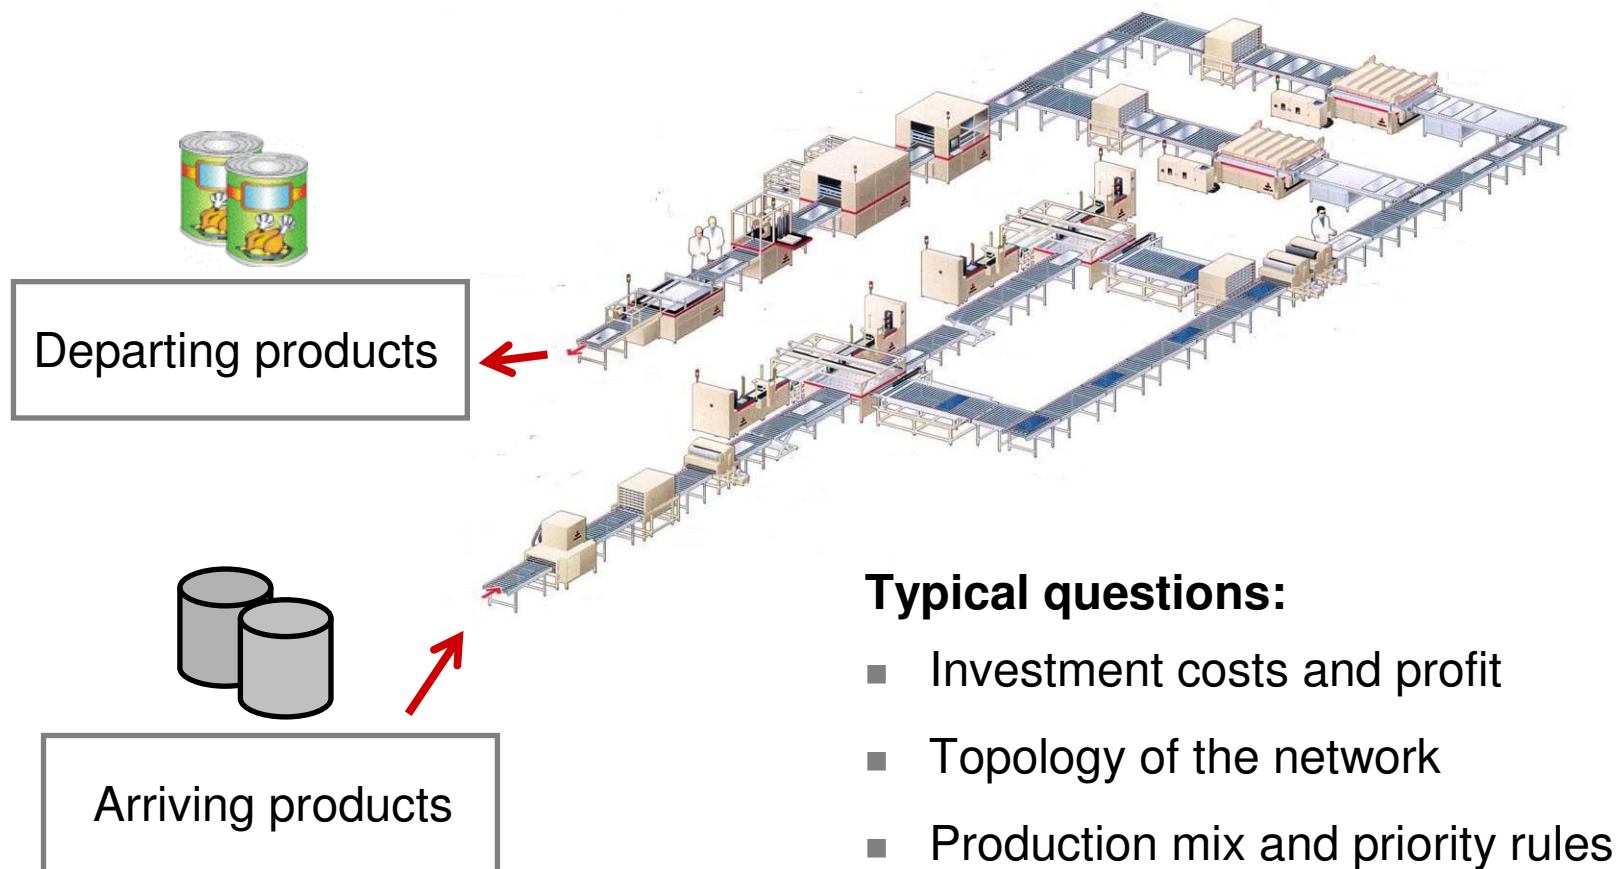 Departing products
Arriving products
Typical questions:
Investment costs and profit
Topology of the network
Production mix and priority rules